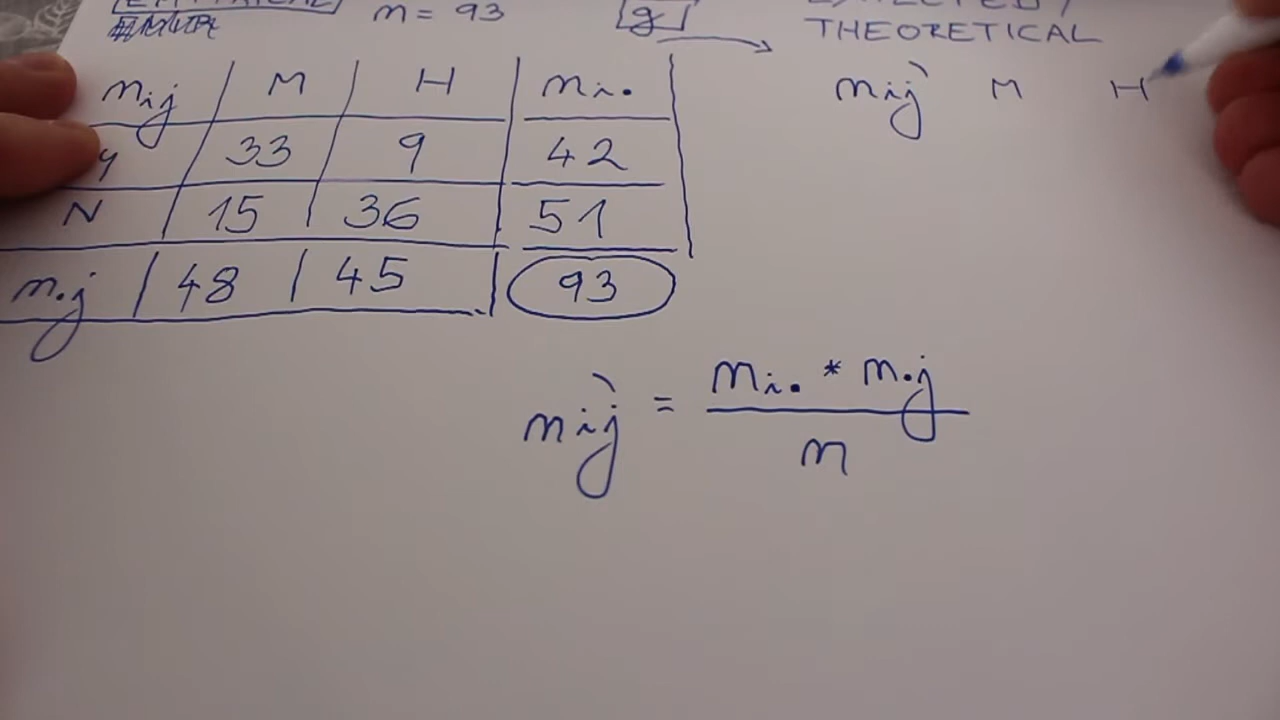 n = 93
THEORETICAL
nij M H ni.
Y 33 9 42
N 15 36 51
n.j 48 45 93
nij` M H
nij` = ni. * n.j
n